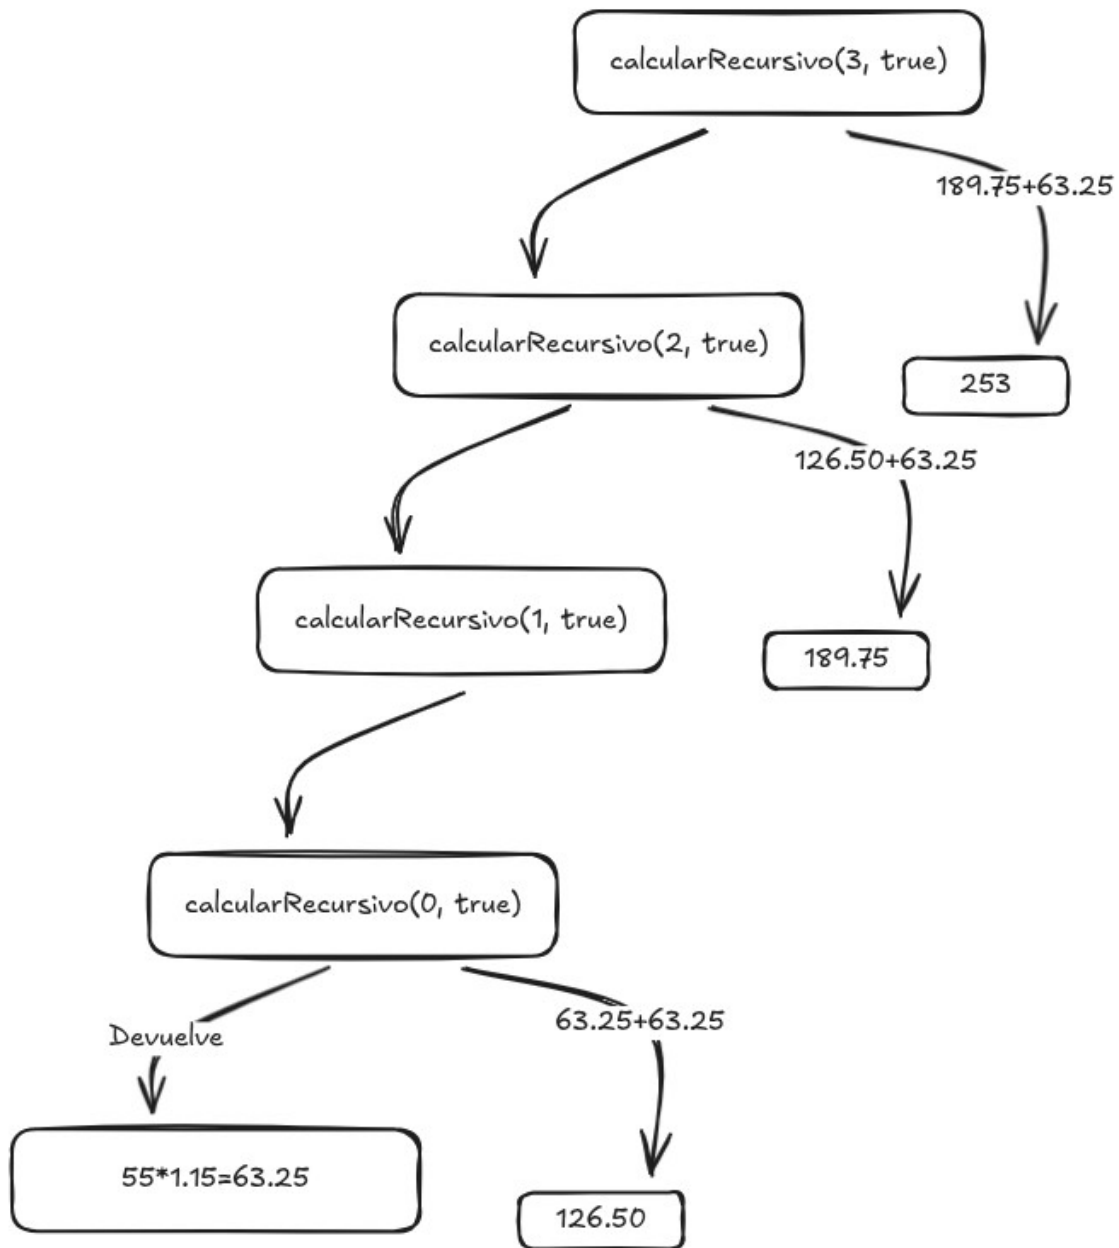 calcularRecursivo(3, true)
189.75+63.25
calcularRecursivo(2, true)
253
126.50+63.25
calcularRecursivo(1, true)
189.75
calcularRecursivo(0, true)
Devuelve
63.25+63.25
55*1.15=63.25
126.50